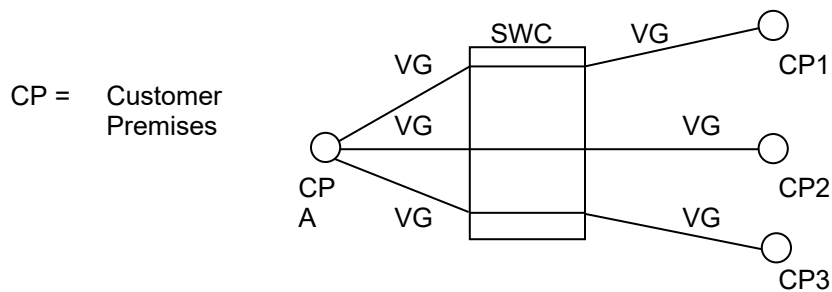 SWC
VG
VG
CP1
CP = Customer
Premises
VG
VG
CP
A
CP2
VG
VG
CP3